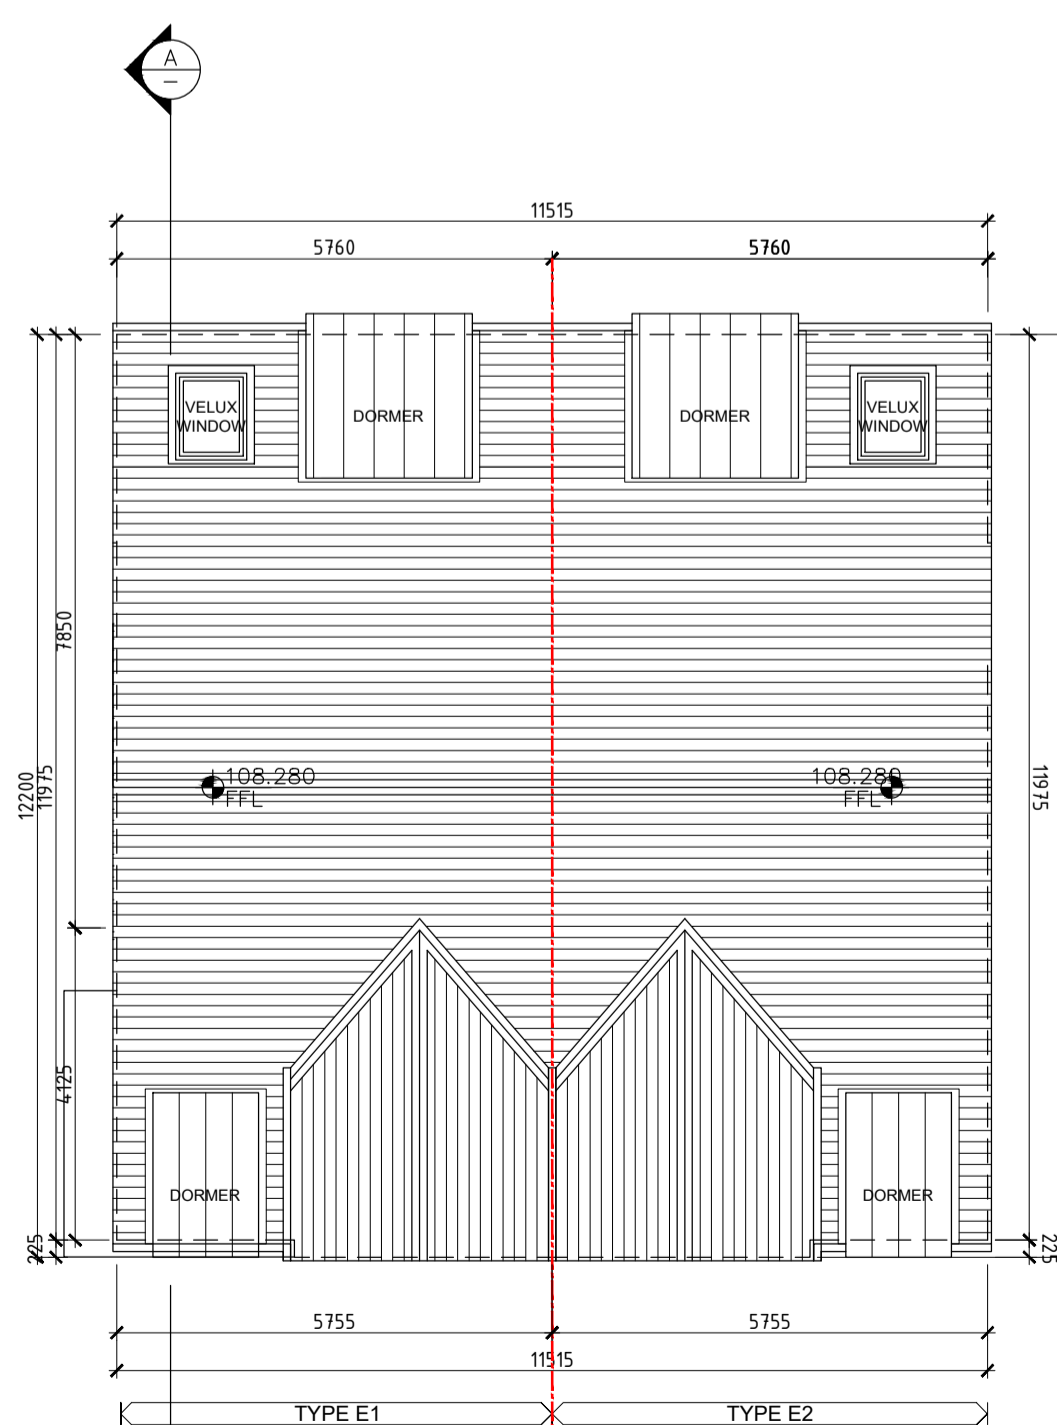 A
–
11515
5760
5760
VELUX
WINDOW
DORMER
DORMER
VELUX
WINDOW
7850
12200
11975
108.280
FFL
108.280
FFL
11975
4125
DORMER
DORMER
225
225
5755
5755
11515
TYPE E1
TYPE E2